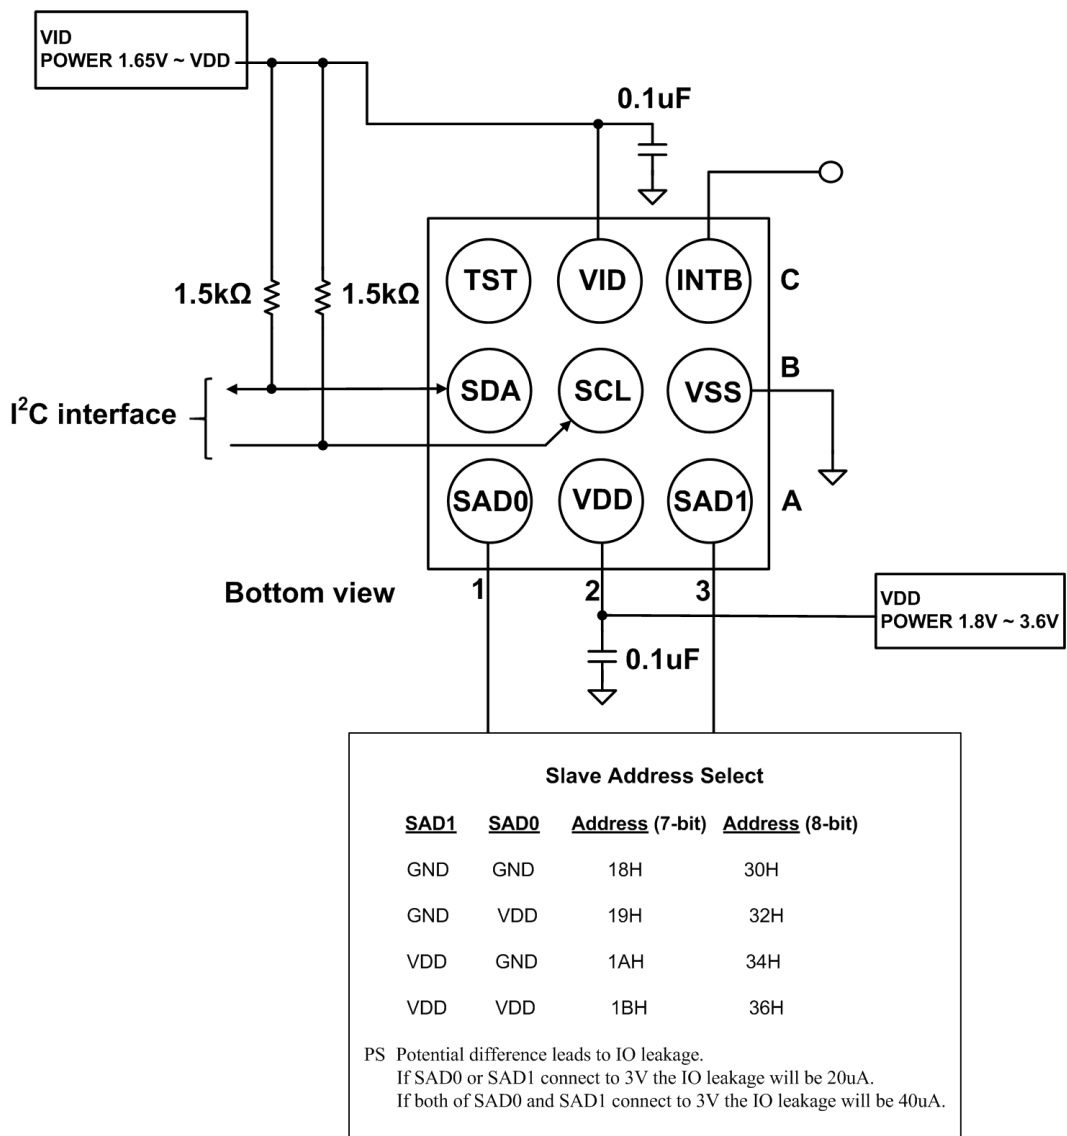 VID
POWER 1.65V ~ VDD
0.1uF
TST VID INTB C
1.5kΩ 1.5kΩ
SDA SCL VSS B
I²C interface
SAD0 VDD SAD1 A
Bottom view 1 2 3
VDD
POWER 1.8V ~ 3.6V
0.1uF
Slave Address Select
SAD1 SAD0 Address (7-bit) Address (8-bit)
GND GND 18H 30H
GND VDD 19H 32H
VDD GND 1AH 34H
VDD VDD 1BH 36H
PS Potential difference leads to IO leakage.
If SAD0 or SAD1 connect to 3V the IO leakage will be 20uA.
If both of SAD0 and SAD1 connect to 3V the IO leakage will be 40uA.